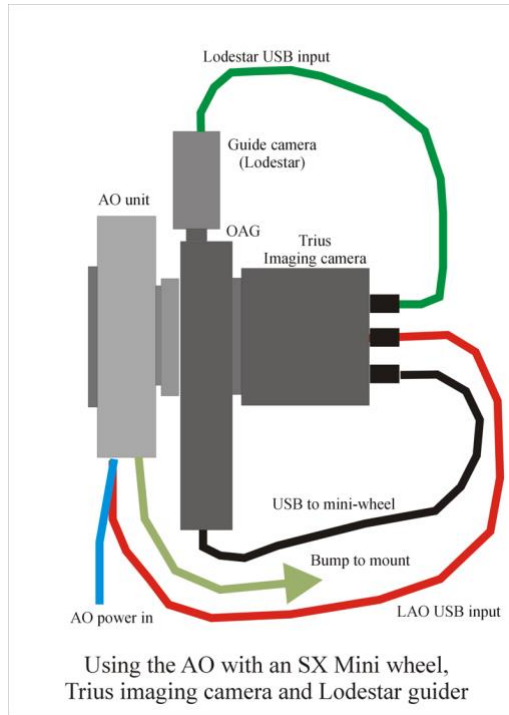 Lodestar USB input
Guide camera
(Lodestar)
AO unit
OAG
Trius
Imaging camera
USB to mini-wheel
Bump to mount
AO power in
LAO USB input
Using the AO with an SX Mini wheel,
Trius imaging camera and Lodestar guider